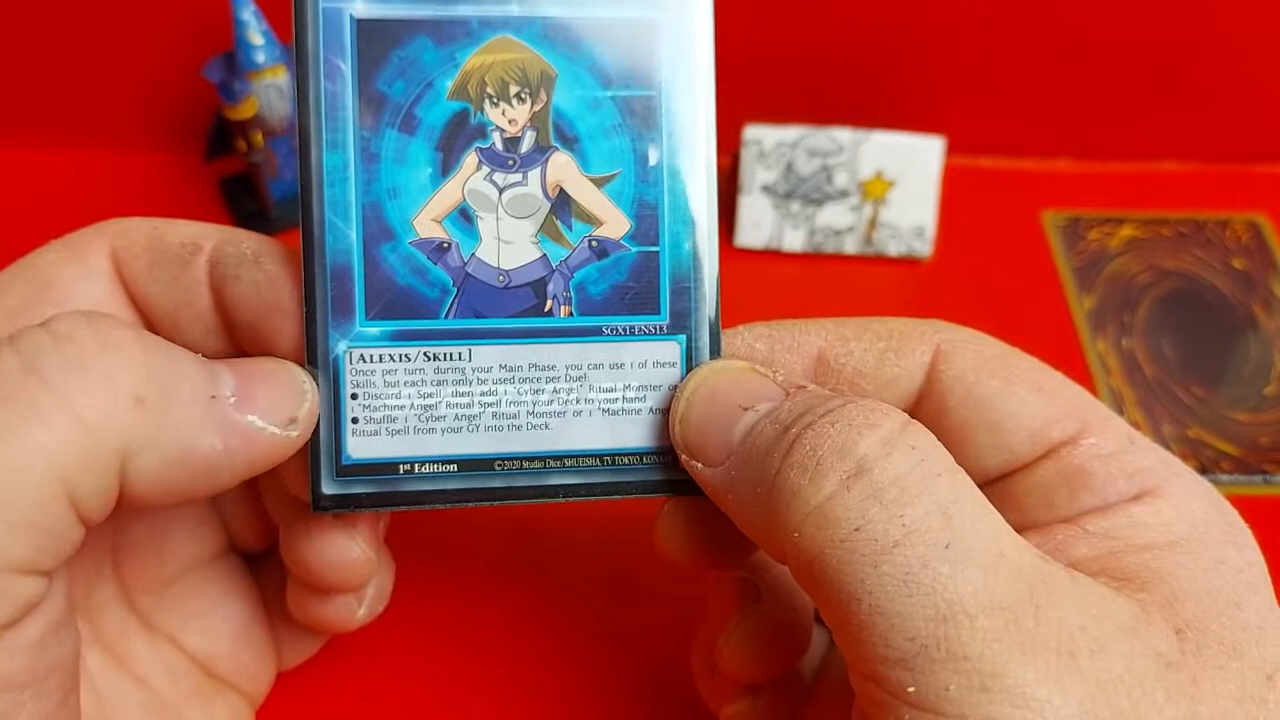 SGX1-ENS13
[ALEXIS/SKILL]
Once per turn, during your Main Phase, you can use 1 of these
Skills, but each can only be used once per Duel:
● Discard 1 Spell, then add 1 "Cyber Angel" Ritual Monster or
1 "Machine Angel" Ritual Spell from your Deck to your hand
● Shuffle 1 "Cyber Angel" Ritual Monster or 1 "Machine
Ritual Spell from your GY into the Deck.
1st Edition
©2020 Studio Dice/SHUEISHA, TV TOKYO,